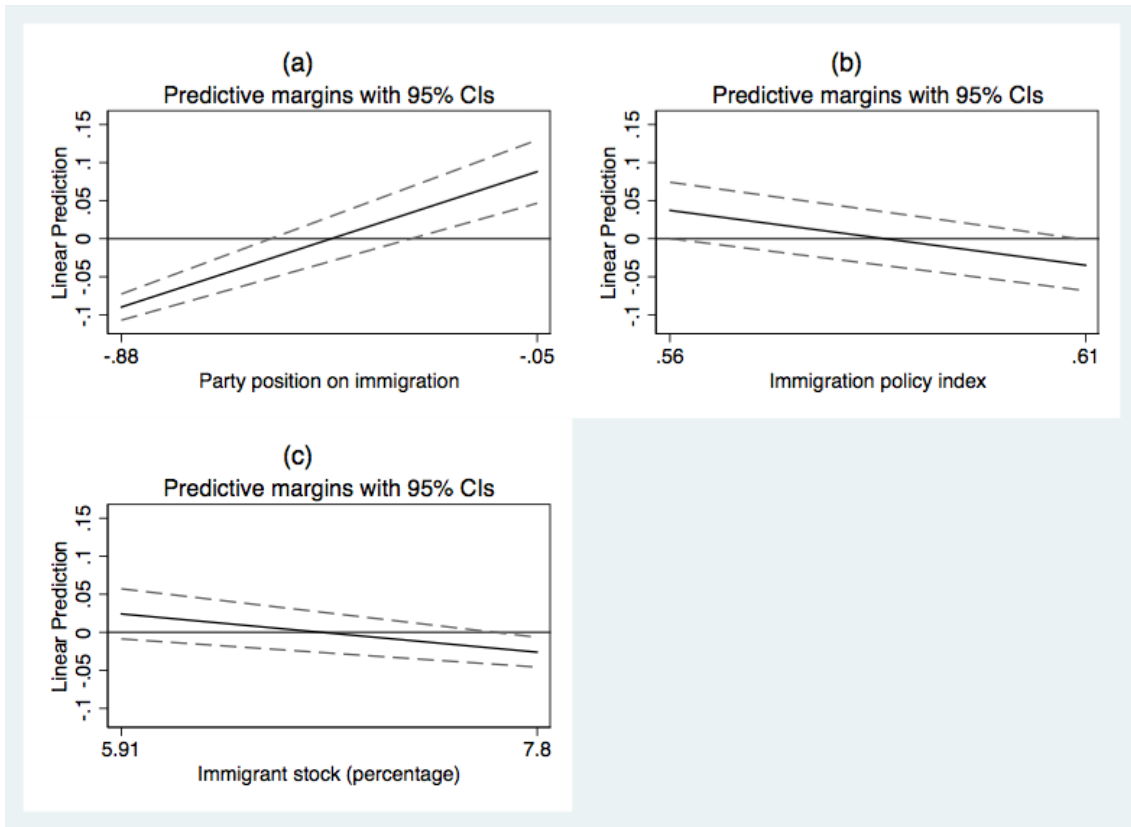 (a)
Predictive margins with 95% CIs
Linear Prediction
.15
.1
.05
0
-.05
-.1
-.88
-.05
Party position on immigration
(b)
Predictive margins with 95% CIs
Linear Prediction
.15
.1
.05
0
-.05
-.1
.56
.61
Immigration policy index
(c)
Predictive margins with 95% CIs
Linear Prediction
.15
.1
.05
0
-.05
-.1
5.91
7.8
Immigrant stock (percentage)